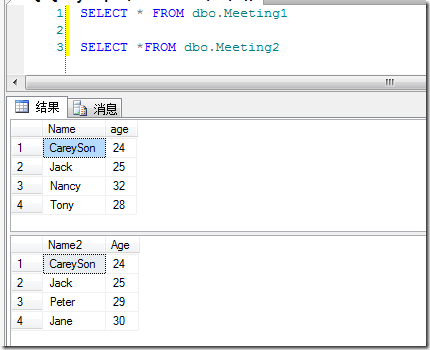 1 SELECT * FROM dbo.Meeting1
2
3 SELECT *FROM dbo.Meeting2
结果 消息
Name age
1 CareySon 24
2 Jack 25
3 Nancy 32
4 Tony 28
Name2 Age
1 CareySon 24
2 Jack 25
3 Peter 29
4 Jane 30